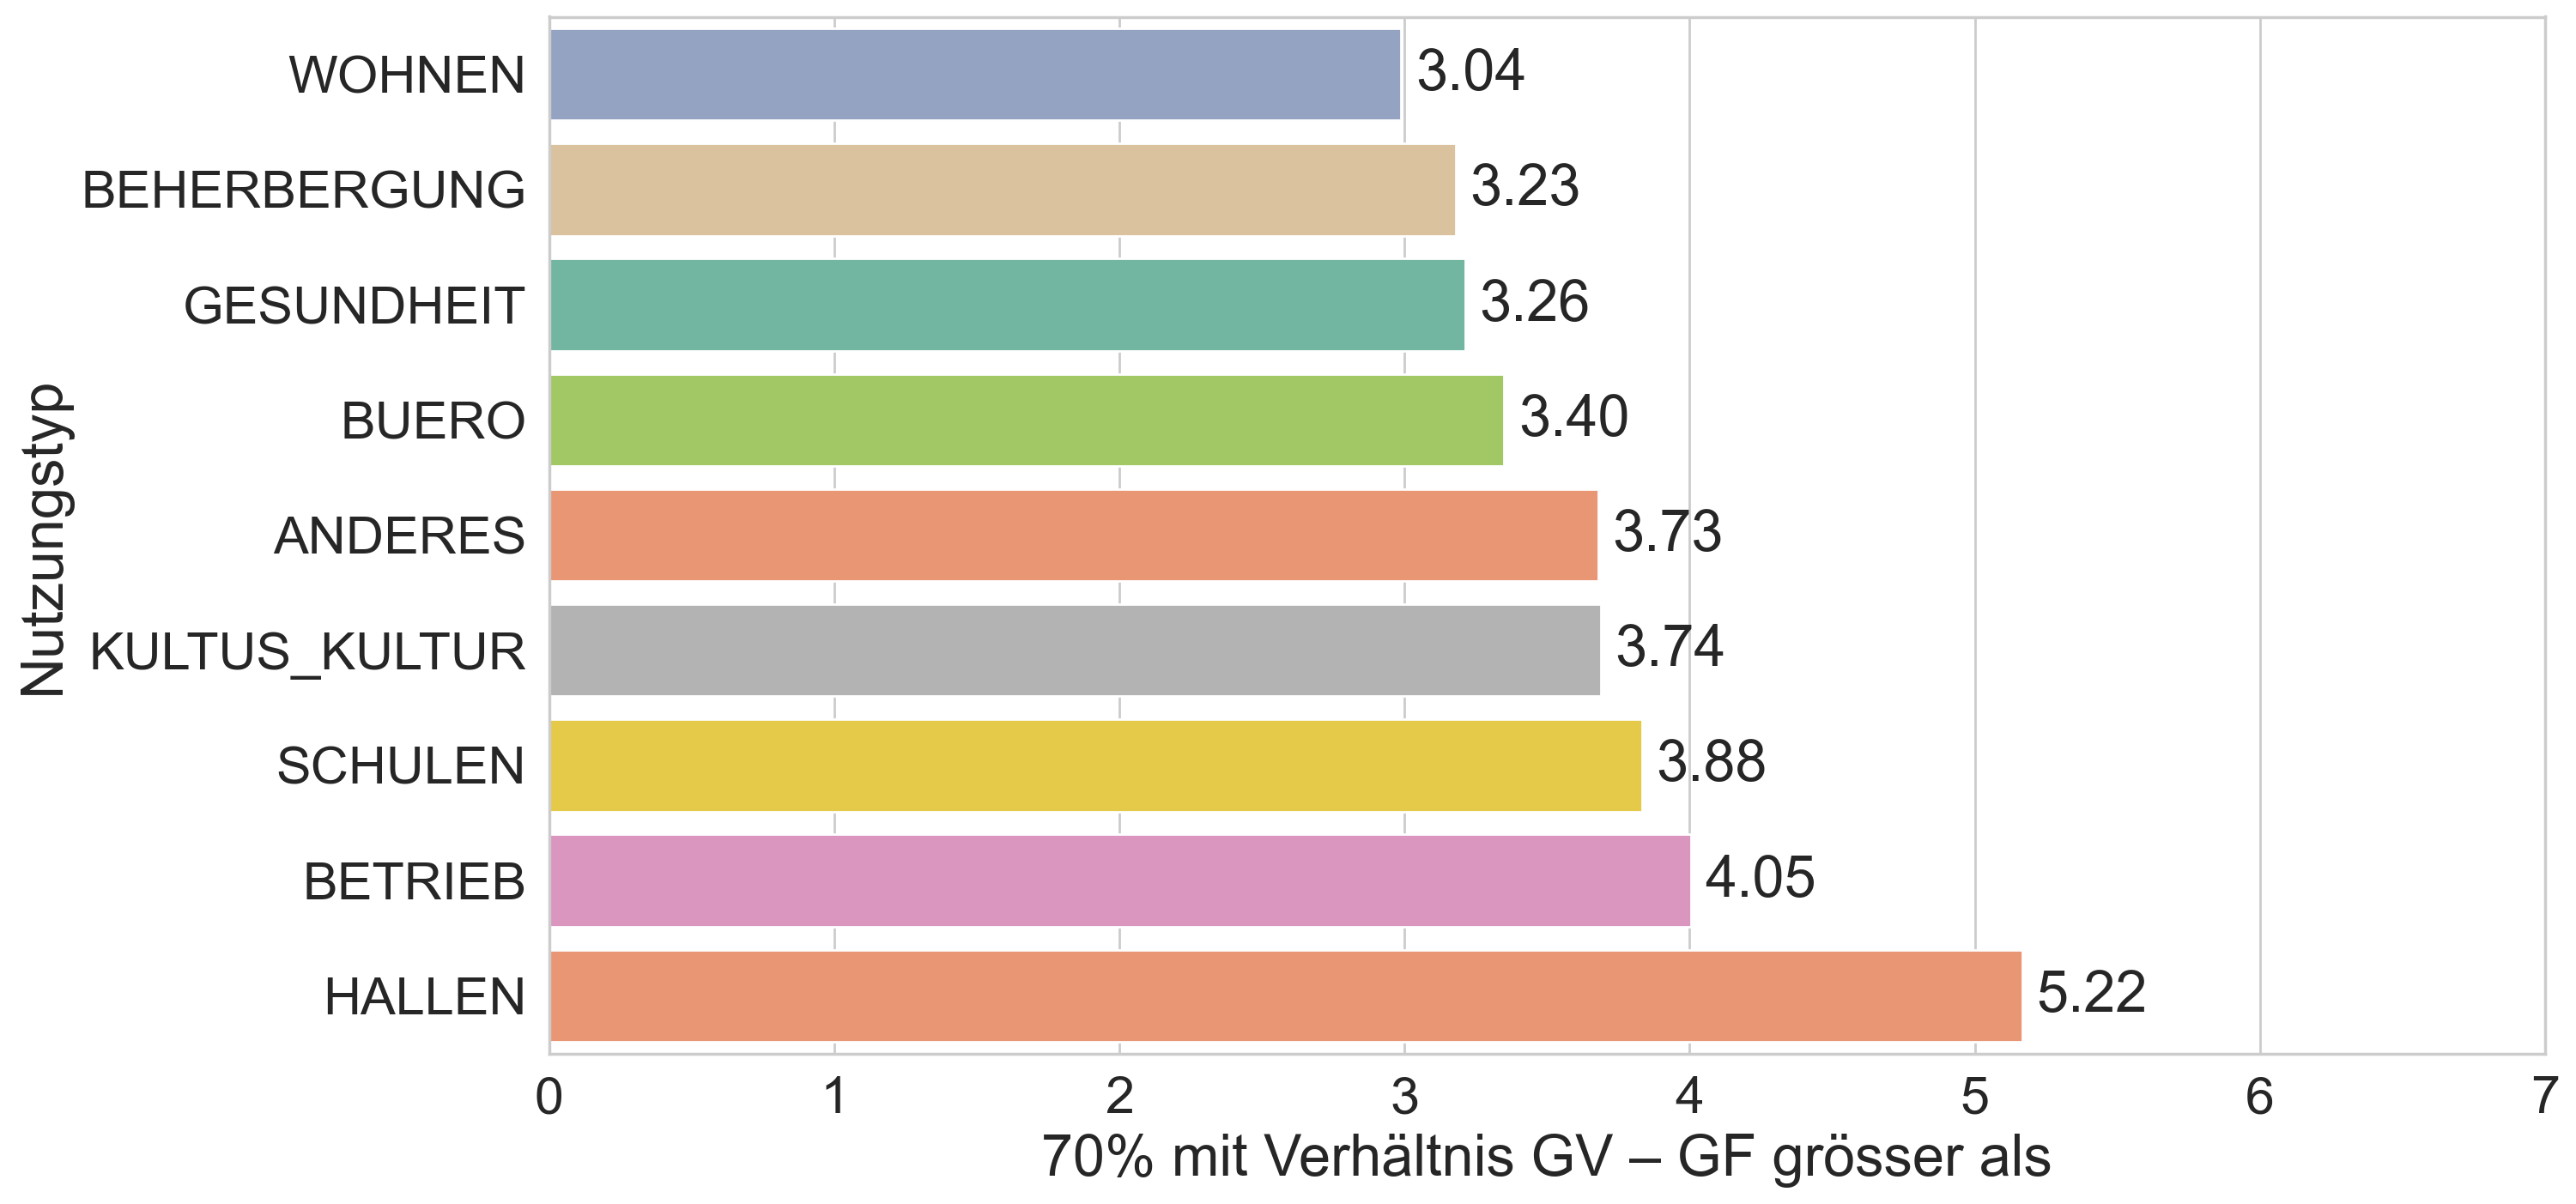 WOHNEN 3.04
BEHERBERGUNG 3.23
GESUNDHEIT 3.26
BUERO 3.40
ANDERES 3.73
KULTUS_KULTUR 3.74
SCHULEN 3.88
BETRIEB 4.05
HALLEN 5.22
Nutzungstyp
0 1 2 3 4 5 6 7
70% mit Verhältnis GV – GF grösser als